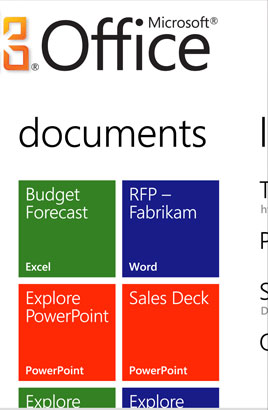 Microsoft®
®Office
documents
Budget
Forecast
Excel
RFP –
Fabrikam
Word
Explore
PowerPoint
PowerPoint
Sales Deck
PowerPoint
Explore
Explore